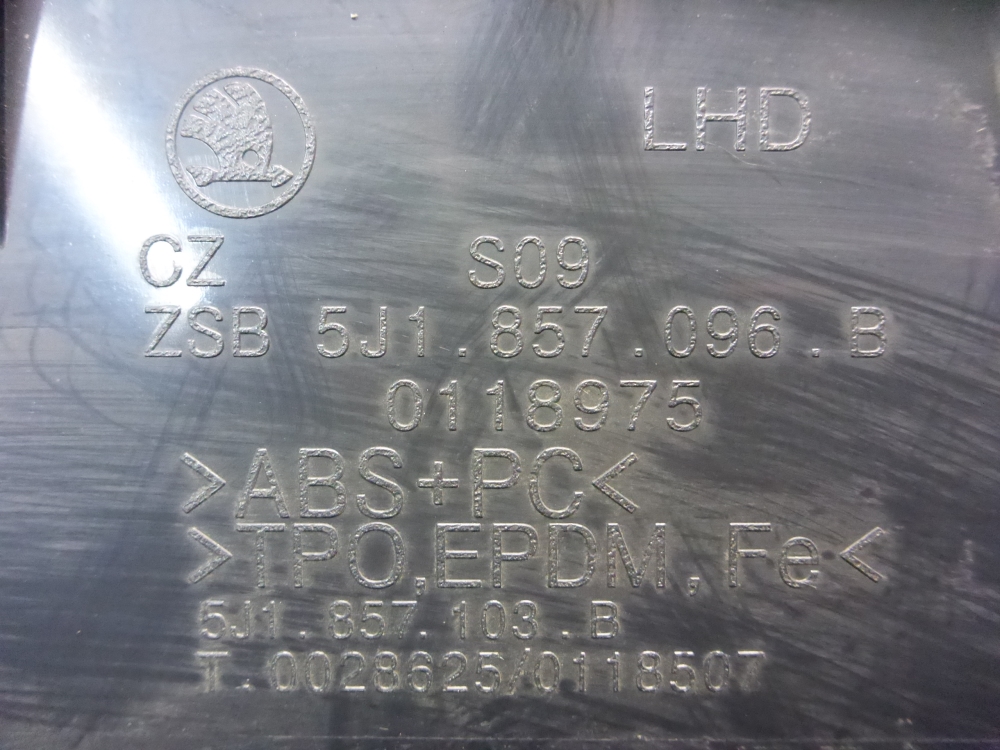 LHD
CZ S09
ZSB 5J1.857.096.B
0118975
>ABS+PC<
>TPO,EPDM,Fe<
5J1.857.103.B
T.0028625/0118507